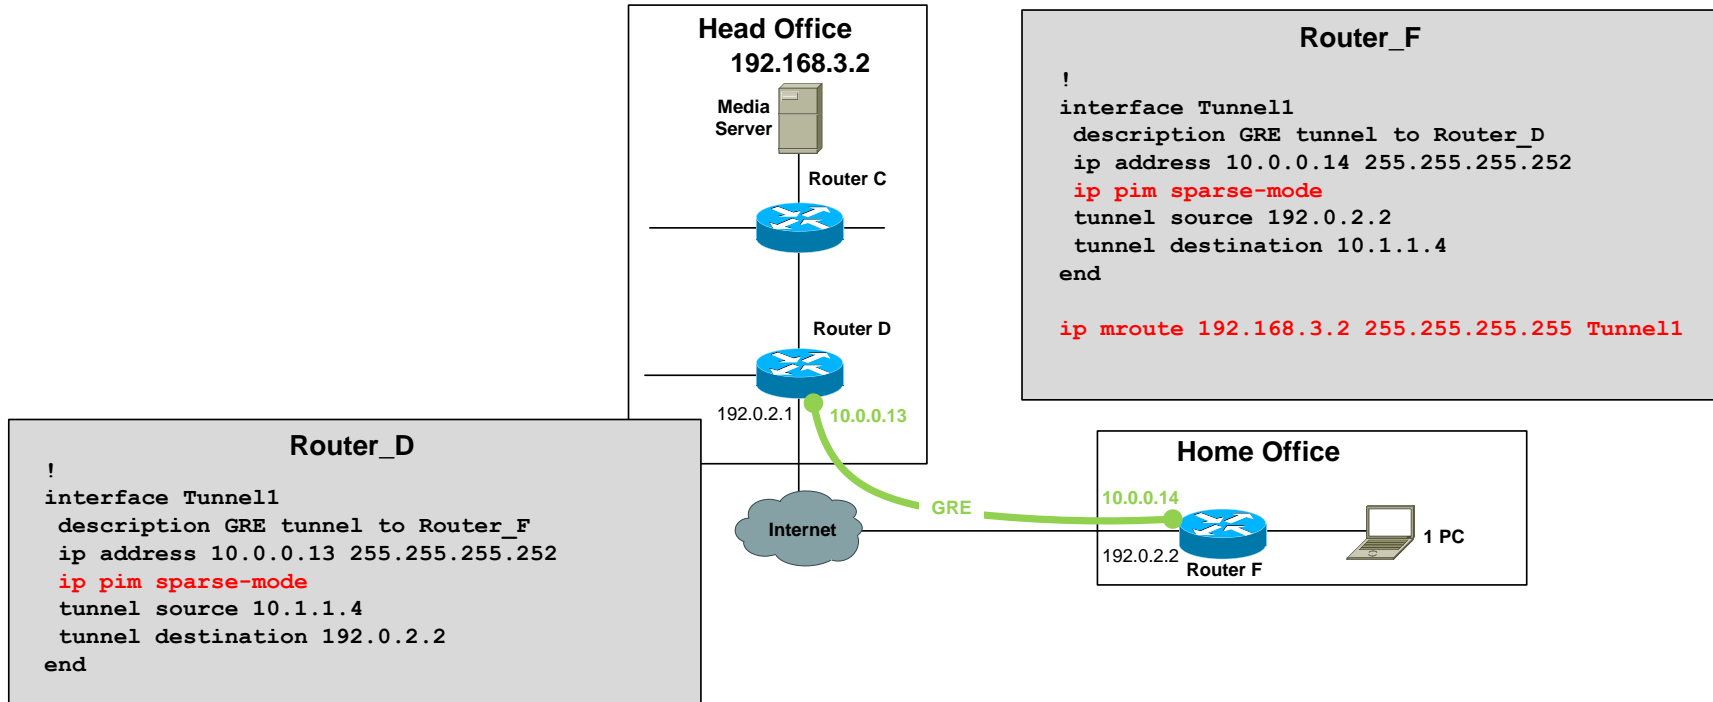 Head Office
192.168.3.2
Media
Server
Router C
Router D
192.0.2.1
10.0.0.13
Router_F
!
interface Tunnel1
description GRE tunnel to Router_D
ip address 10.0.0.14 255.255.255.252
ip pim sparse-mode
tunnel source 192.0.2.2
tunnel destination 10.1.1.4
end
ip mroute 192.168.3.2 255.255.255.255 Tunnel1
Router_D
!
interface Tunnel1
description GRE tunnel to Router_F
ip address 10.0.0.13 255.255.255.252
ip pim sparse-mode
tunnel source 10.1.1.4
tunnel destination 192.0.2.2
end
Internet
GRE
Home Office
10.0.0.14
192.0.2.2
Router F
1 PC